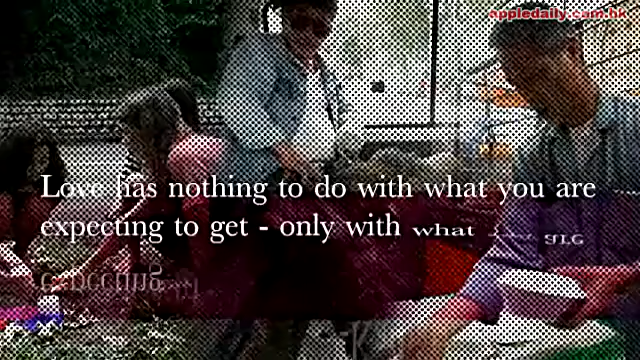 appledaily.com.hk
Love has nothing to do with what you are
expecting to get - only with what